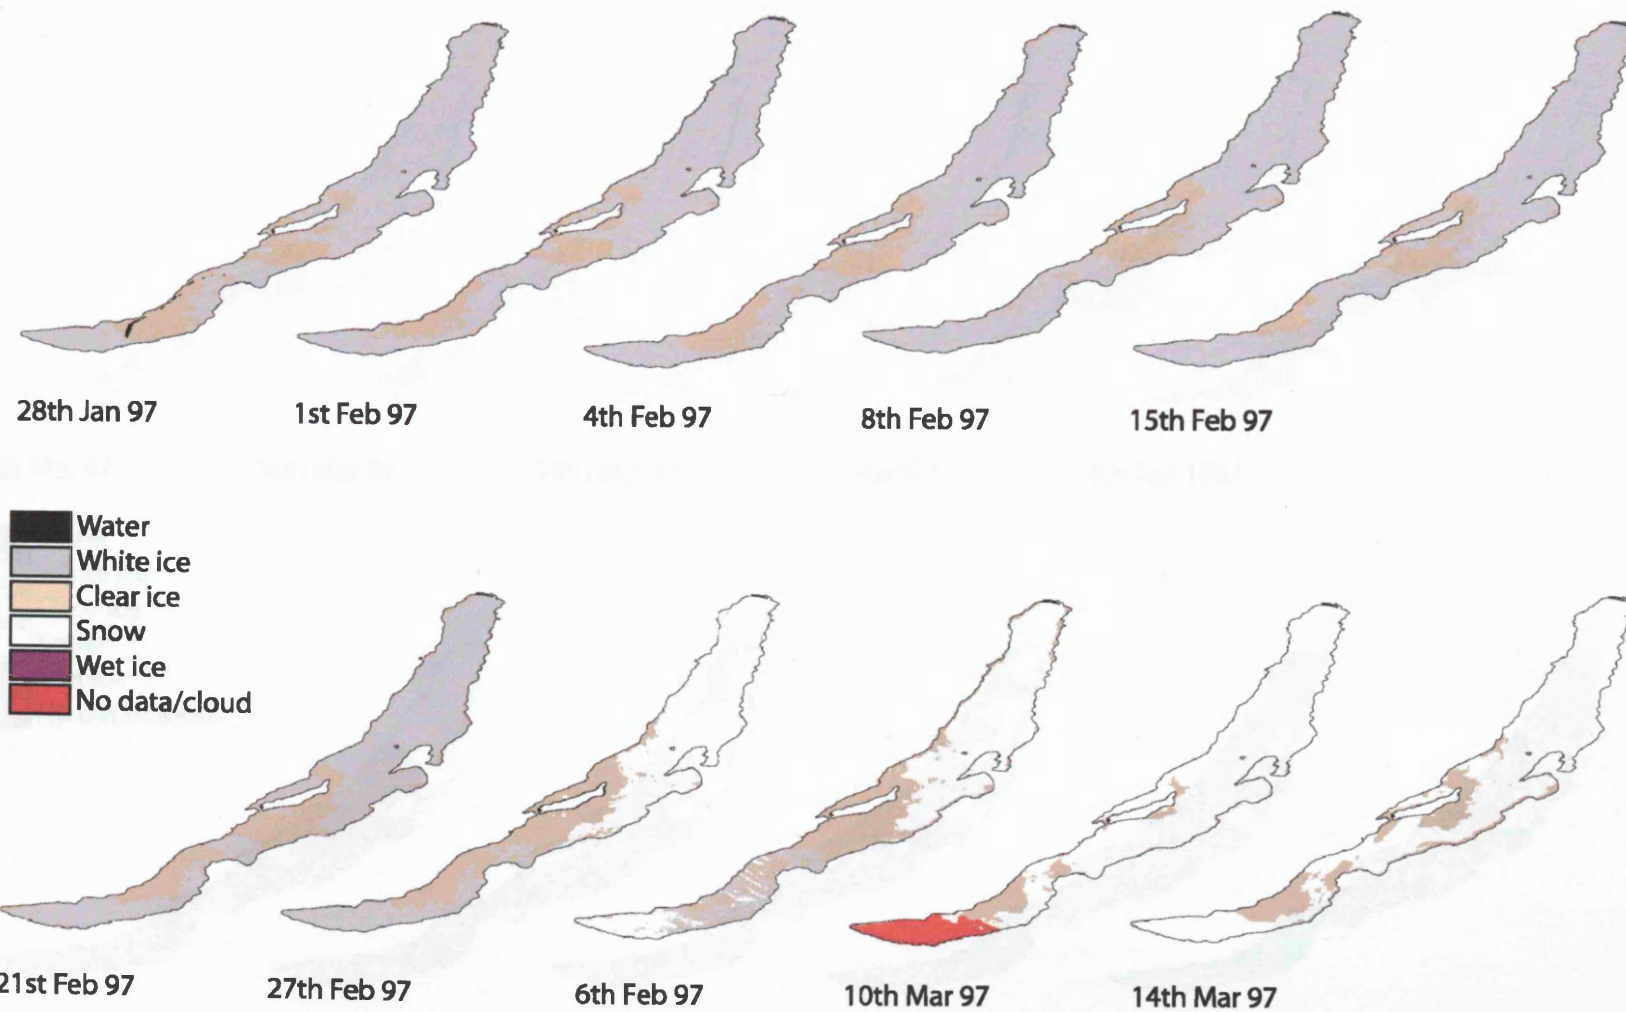 28th Jan 97
1st Feb 97
4th Feb 97
8th Feb 97
15th Feb 97
Water
White ice
Clear ice
Snow
Wet ice
No data/cloud
21st Feb 97
27th Feb 97
6th Feb 97
10th Mar 97
14th Mar 97